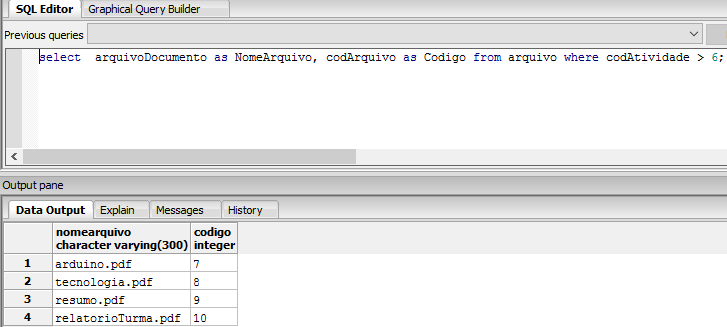 SQL Editor Graphical Query Builder
Previous queries
select  arquivoDocumento as NomeArquivo, codArquivo as Codigo from arquivo where codAtividade > 6;
Output pane
Data Output Explain Messages History
nomearquivo codigo
character varying(300) integer
1 arduino.pdf 7
2 tecnologia.pdf 8
3 resumo.pdf 9
4 relatorioTurma.pdf 10